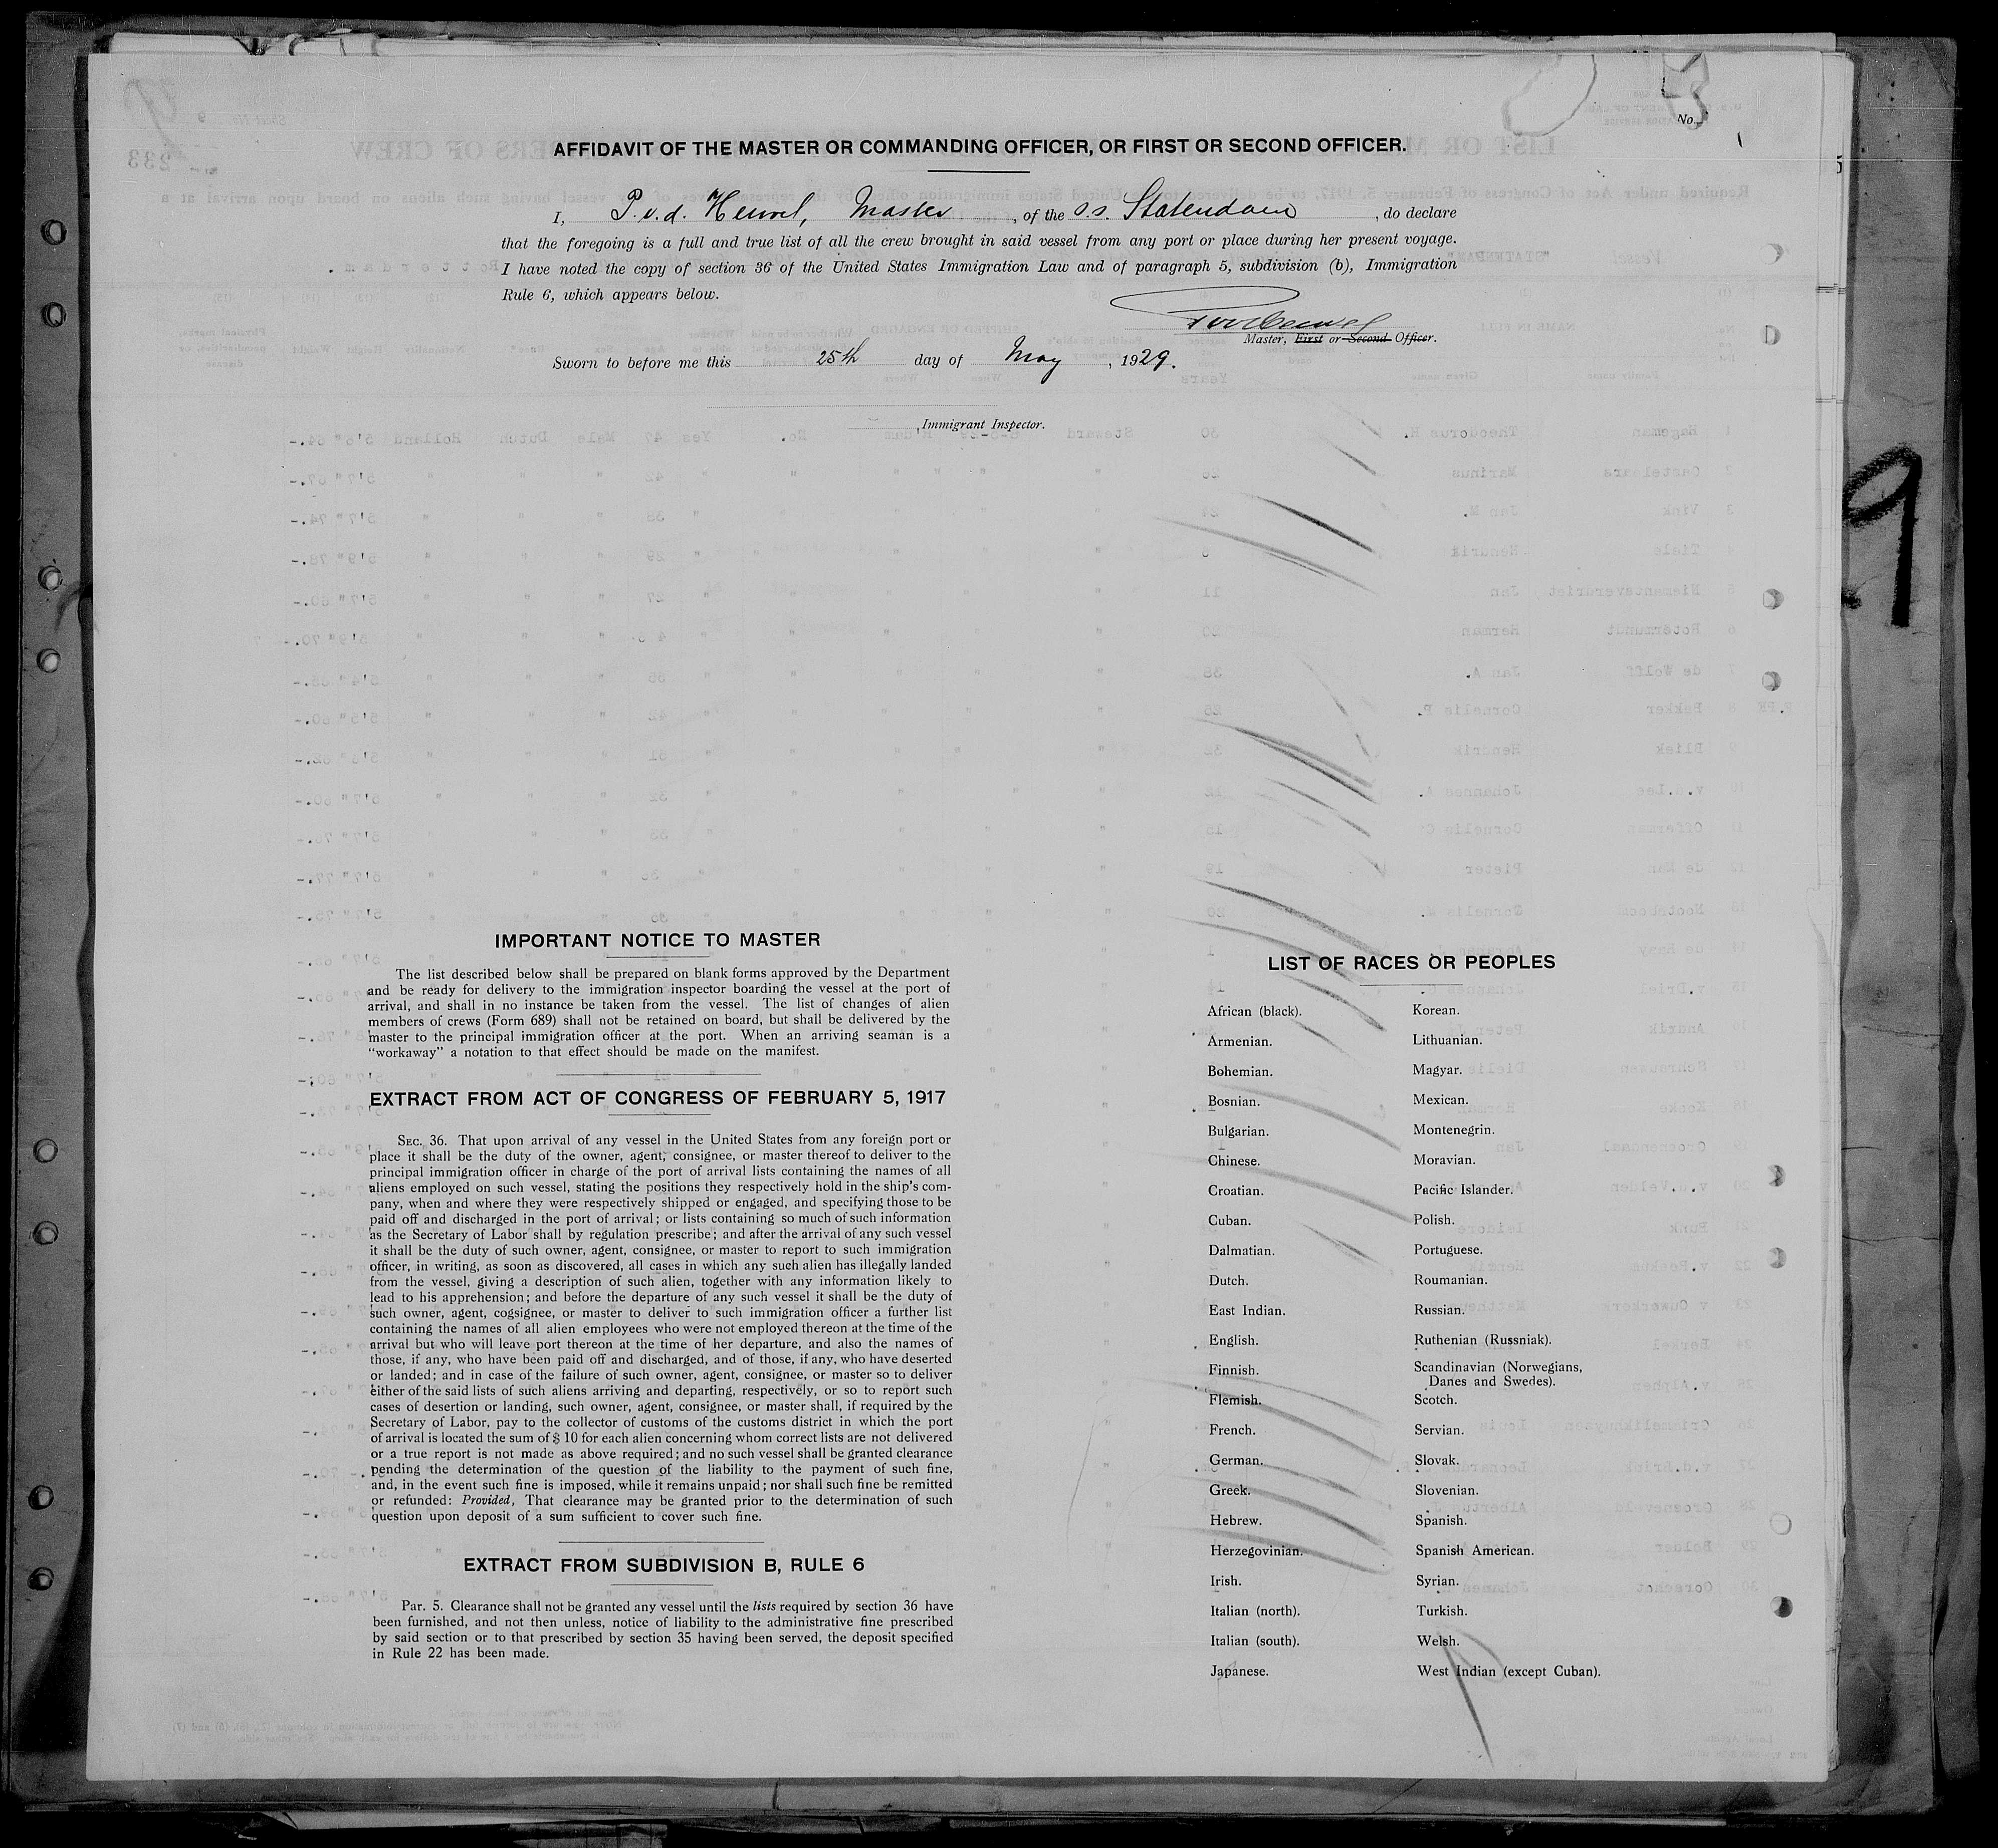 No.
AFFIDAVIT OF THE MASTER OR COMMANDING OFFICER, OR FIRST OR SECOND OFFICER.
I, P. v. d. Heuvel, Master, of the s.s. Statendam, do declare
that the foregoing is a full and true list of all the crew brought in said vessel from any port or place during her present voyage.
I have noted the copy of section 36 of the United States Immigration Law and of paragraph 5, subdivision (b), Immigration
Rule 6, which appears below.
Master, First or Second Officer.
Sworn to before me this 25th day of May, 1929.
, Immigrant Inspector.
9
IMPORTANT NOTICE TO MASTER
The list described below shall be prepared on blank forms approved by the Department
and be ready for delivery to the immigration inspector boarding the vessel at the port of
arrival, and shall in no instance be taken from the vessel. The list of changes of alien
members of crews (Form 689) shall not be retained on board, but shall be delivered by the
master to the principal immigration officer at the port. When an arriving seaman is a
“workaway” a notation to that effect should be made on the manifest.
EXTRACT FROM ACT OF CONGRESS OF FEBRUARY 5, 1917
SEC. 36. That upon arrival of any vessel in the United States from any foreign port or
place it shall be the duty of the owner, agent, consignee, or master thereof to deliver to the
principal immigration officer in charge of the port of arrival lists containing the names of all
aliens employed on such vessel, stating the positions they respectively hold in the ship's com-
pany, when and where they were respectively shipped or engaged, and specifying those to be
paid off and discharged in the port of arrival; or lists containing so much of such information
as the Secretary of Labor shall by regulation prescribe; and after the arrival of any such vessel
it shall be the duty of such owner, agent, consignee, or master to report to such immigration
officer, in writing, as soon as discovered, all cases in which any such alien has illegally landed
from the vessel, giving a description of such alien, together with any information likely to
lead to his apprehension; and before the departure of any such vessel it shall be the duty of
such owner, agent, cogsignee, or master to deliver to such immigration officer a further list
containing the names of all alien employees who were not employed thereon at the time of the
arrival but who will leave port thereon at the time of her departure, and also the names of
those, if any, who have been paid off and discharged, and of those, if any, who have deserted
or landed; and in case of the failure of such owner, agent, consignee, or master so to deliver
either of the said lists of such aliens arriving and departing, respectively, or so to report such
cases of desertion or landing, such owner, agent, consignee, or master shall, if required by the
Secretary of Labor, pay to the collector of customs of the customs district in which the port
of arrival is located the sum of $ 10 for each alien concerning whom correct lists are not delivered
or a true report is not made as above required; and no such vessel shall be granted clearance
pending the determination of the question of the liability to the payment of such fine,
and, in the event such fine is imposed, while it remains unpaid; nor shall such fine be remitted
or refunded: Provided, That clearance may be granted prior to the determination of such
question upon deposit of a sum sufficient to cover such fine.
EXTRACT FROM SUBDIVISION B, RULE 6
PAR. 5. Clearance shall not be granted any vessel until the lists required by section 36 have
been furnished, and not then unless, notice of liability to the administrative fine prescribed
by said section or to that prescribed by section 35 having been served, the deposit specified
in Rule 22 has been made.
LIST OF RACES OR PEOPLES
African (black).
Armenian.
Bohemian.
Bosnian.
Bulgarian.
Chinese.
Croatian.
Cuban.
Dalmatian.
Dutch.
East Indian.
English.
Finnish.
Flemish.
French.
German.
Greek.
Hebrew.
Herzegovinian.
Irish.
Italian (north).
Italian (south).
Japanese.
Korean.
Lithuanian.
Magyar.
Mexican.
Montenegrin.
Moravian.
Pacific Islander.
Polish.
Portuguese.
Roumanian.
Russian.
Ruthenian (Russniak).
Scandinavian (Norwegians,
Danes and Swedes).
Scotch.
Servian.
Slovak.
Slovenian.
Spanish.
Spanish American.
Syrian.
Turkish.
Welsh.
West Indian (except Cuban).